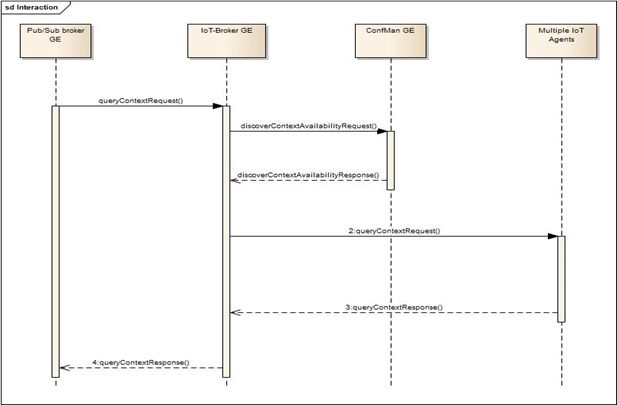 sd Interaction
Pub/Sub broker
GE
IoT-Broker GE
ConfMan GE
Multiple IoT
Agents
queryContextRequest()
discoverContextAvailabilityRequest()
discoverContextAvailabilityResponse()
2:queryContextRequest()
3:queryContextResponse()
4:queryContextResponse()